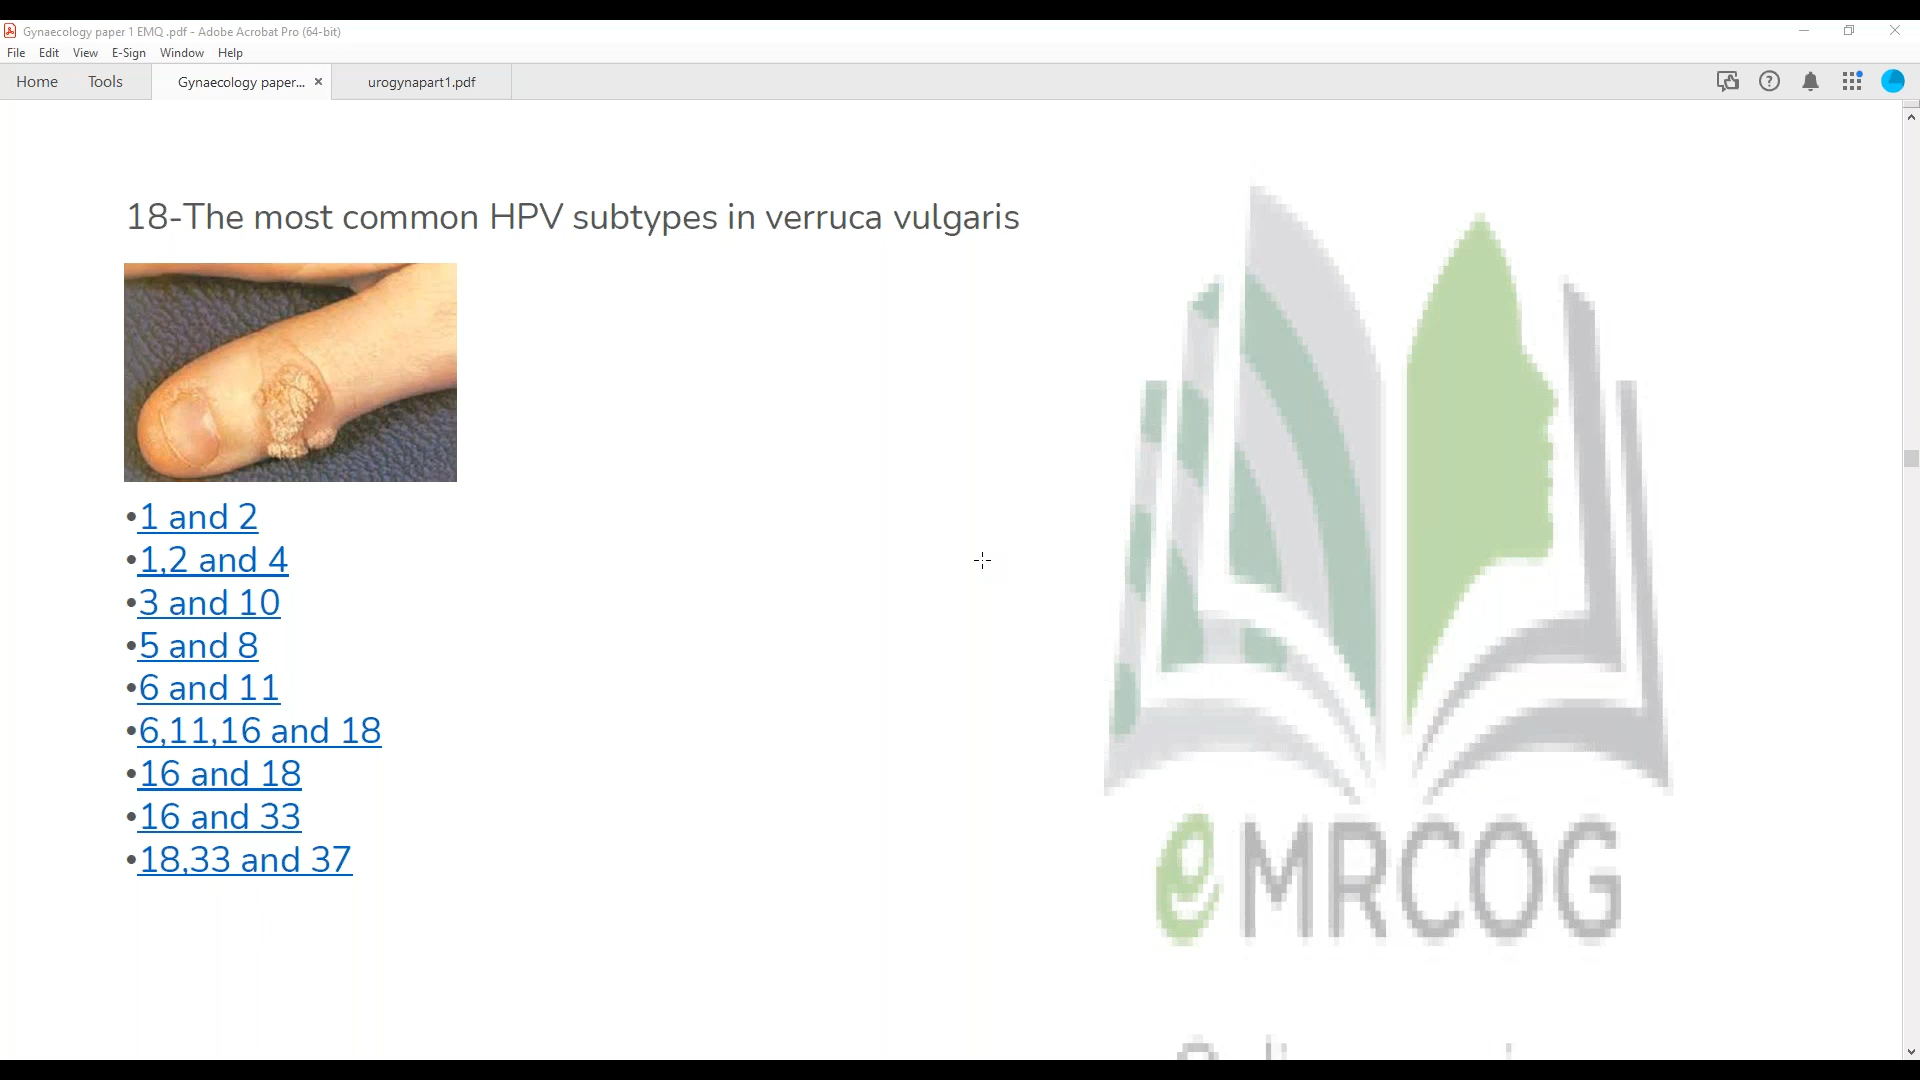 Gynaecology paper 1 EMQ .pdf - Adobe Acrobat Pro (64-bit)
File Edit View E-Sign Window Help
Home Tools Gynaecology paper... × urogynapart1.pdf
18-The most common HPV subtypes in verruca vulgaris
•1 and 2
•1,2 and 4
•3 and 10
•5 and 8
•6 and 11
•6,11,16 and 18
•16 and 18
•16 and 33
•18,33 and 37
eMRCOG